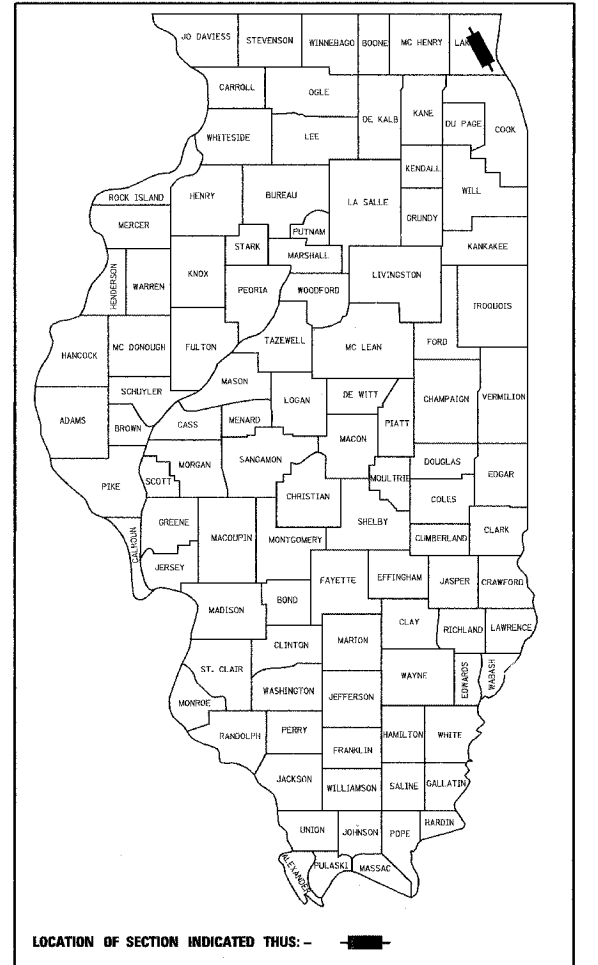 JO DAVIESS STEVENSON WINNEBAGO BOONE MC HENRY
CARROLL OGLE DE KALB KANE DU PAGE COOK
WHITESIDE LEE
KENDALL
ROCK ISLAND HENRY BUREAU LA SALLE GRUNDY WILL
MERCER PUTNAM KANKAKEE
HENDERSON WARREN KNOX STARK MARSHALL LIVINGSTON
PEORIA WOODFORD IROQUOIS
HANCOCK MC DONOUGH FULTON TAZEWELL MC LEAN FORD
SCHUYLER MASON LOGAN DE WITT CHAMPAIGN VERMILION
ADAMS BROWN CASS MENARD MACON PIATT
PIKE SCOTT MORGAN SANGAMON MOULTRIE DOUGLAS EDGAR
CHRISTIAN COLES
CALHOUN GREENE MACOUPIN MONTGOMERY SHELBY CUMBERLAND CLARK
JERSEY FAYETTE EFFINGHAM JASPER CRAWFORD
MADISON BOND CLAY RICHLAND LAWRENCE
CLINTON MARION
ST. CLAIR WAYNE EDWARDS WABASH
WASHINGTON JEFFERSON
MONROE
RANDOLPH PERRY HAMILTON WHITE
FRANKLIN
JACKSON WILLIAMSON SALINE GALLATIN
UNION JOHNSON POPE HARDIN
ALEXANDER PULASKI MASSAC
LOCATION OF SECTION INDICATED THUS: –